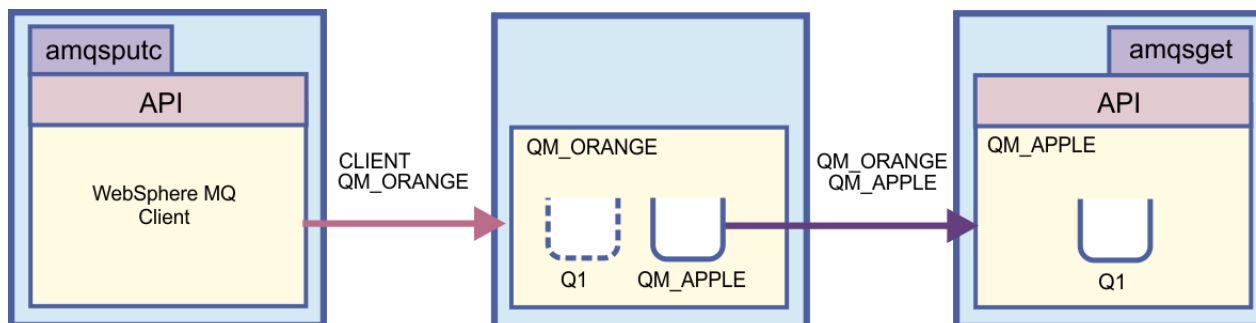 amqsputc
API
WebSphere MQ
Client
CLIENT
QM_ORANGE
QM_ORANGE
Q1
QM_APPLE
QM_ORANGE
QM_APPLE
amqsget
API
QM_APPLE
Q1